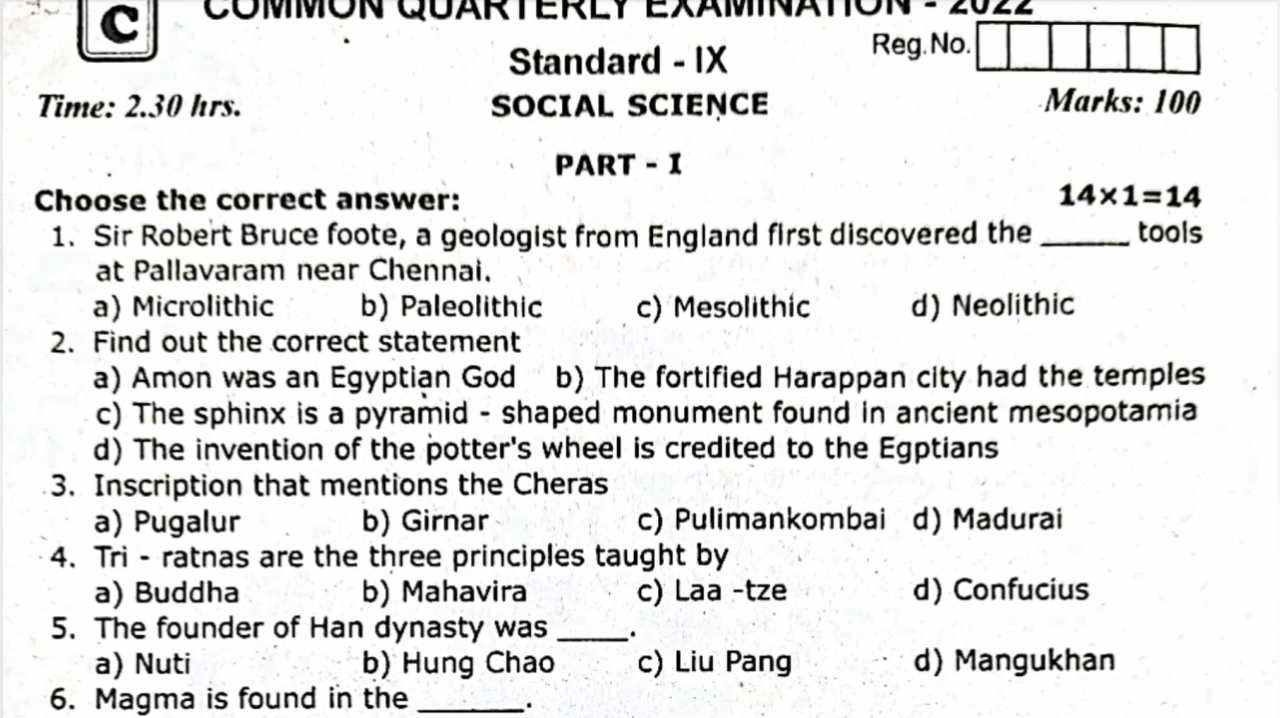 C
COMMON QUARTERLY EXAMINATION - 2022
Standard - IX
Reg.No.
Time: 2.30 hrs.
SOCIAL SCIENCE
Marks: 100
PART - I
Choose the correct answer:
14x1=14
1. Sir Robert Bruce foote, a geologist from England first discovered the _____ tools
at Pallavaram near Chennai.
a) Microlithic b) Paleolithic c) Mesolithic d) Neolithic
2. Find out the correct statement
a) Amon was an Egyptian God b) The fortified Harappan city had the temples
c) The sphinx is a pyramid - shaped monument found in ancient mesopotamia
d) The invention of the potter's wheel is credited to the Egptians
3. Inscription that mentions the Cheras
a) Pugalur b) Girnar c) Pulimankombai d) Madurai
4. Tri - ratnas are the three principles taught by
a) Buddha b) Mahavira c) Laa -tze d) Confucius
5. The founder of Han dynasty was ____.
a) Nuti b) Hung Chao c) Liu Pang d) Mangukhan
6. Magma is found in the ______.